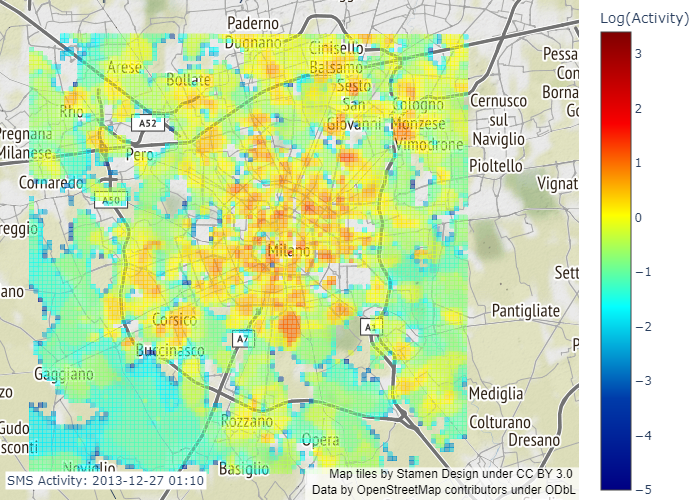 Log(Activity)
Paderno
Dugnano
Cinisello
Balsamo
Arese
Bollate
Sesto
San
Giovanni
Cologno
Monzese
Vimodrone
Cernusco
sul
Naviglio
Pioltello
Pessa
Con
Borna
Go
Rho
A52
Pero
Pregnana
Milanese
Cornaredo
A50
Vignat
reggio
Milano
Sett
ano
Pantigliate
Corsico
A7
A1
P
Buccinasco
Gaggiano
Mediglia
zo
Rozzano
Colturano
Dresano
Gudo
sconti
Opera
Noviglio
Basiglio
SMS Activity: 2013-12-27 01:10
Map tiles by Stamen Design under CC BY 3.0
Data by OpenStreetMap contributors under ODbL
3
2
1
0
−1
−2
−3
−4
−5